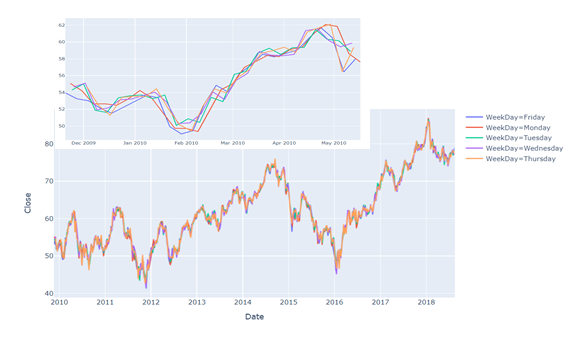 62
60
58
56
54
52
50
Dec 2009 Jan 2010 Feb 2010 Mar 2010 Apr 2010 May 2010
WeekDay=Friday
WeekDay=Monday
WeekDay=Tuesday
WeekDay=Wednesday
WeekDay=Thursday
80
70
60
50
40
Close
2010 2011 2012 2013 2014 2015 2016 2017 2018
Date